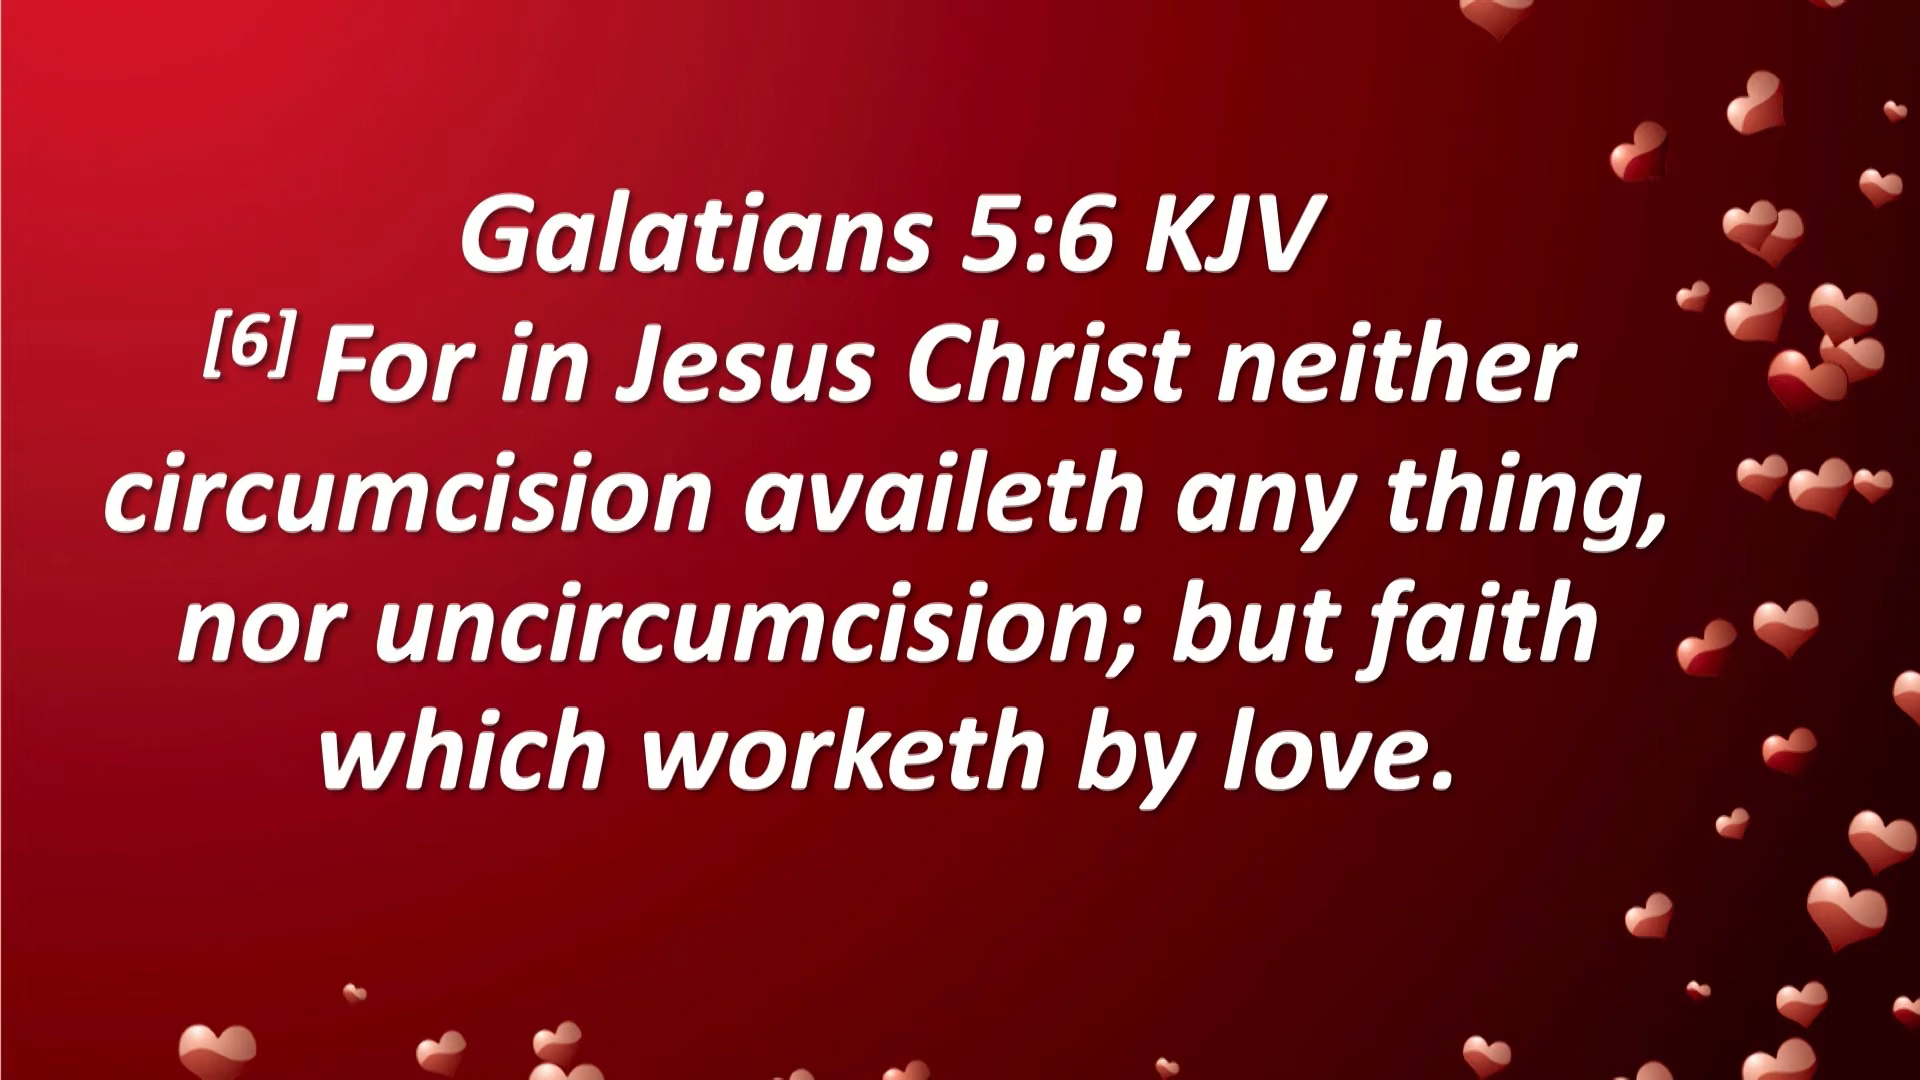 Galatians 5:6 KJV
[6] For in Jesus Christ neither
circumcision availeth any thing,
nor uncircumcision; but faith
which worketh by love.